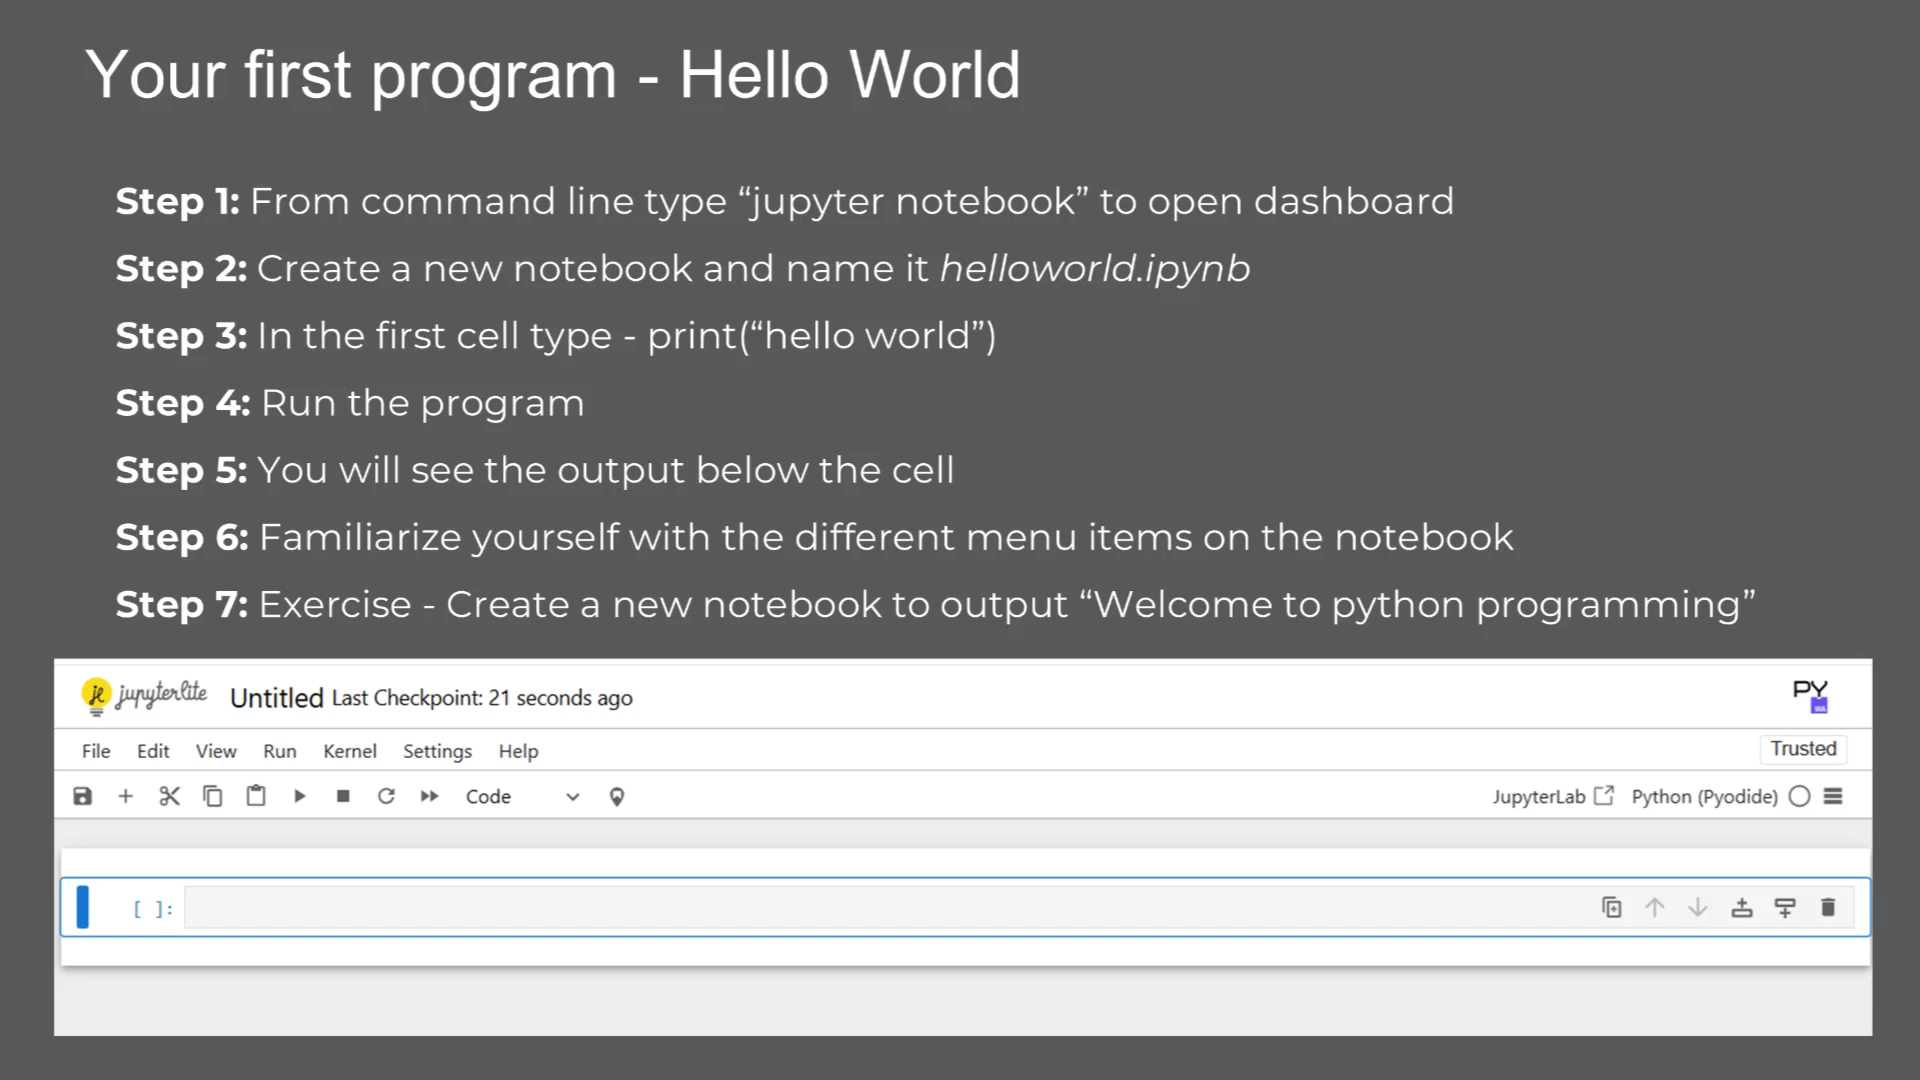 Your first program - Hello World
Step 1: From command line type “jupyter notebook” to open dashboard
Step 2: Create a new notebook and name it helloworld.ipynb
Step 3: In the first cell type - print(“hello world”)
Step 4: Run the program
Step 5: You will see the output below the cell
Step 6: Familiarize yourself with the different menu items on the notebook
Step 7: Exercise - Create a new notebook to output “Welcome to python programming”
jupyterlite Untitled Last Checkpoint: 21 seconds ago PY WA
File Edit View Run Kernel Settings Help Trusted
Code JupyterLab Python (Pyodide)
[ ]: